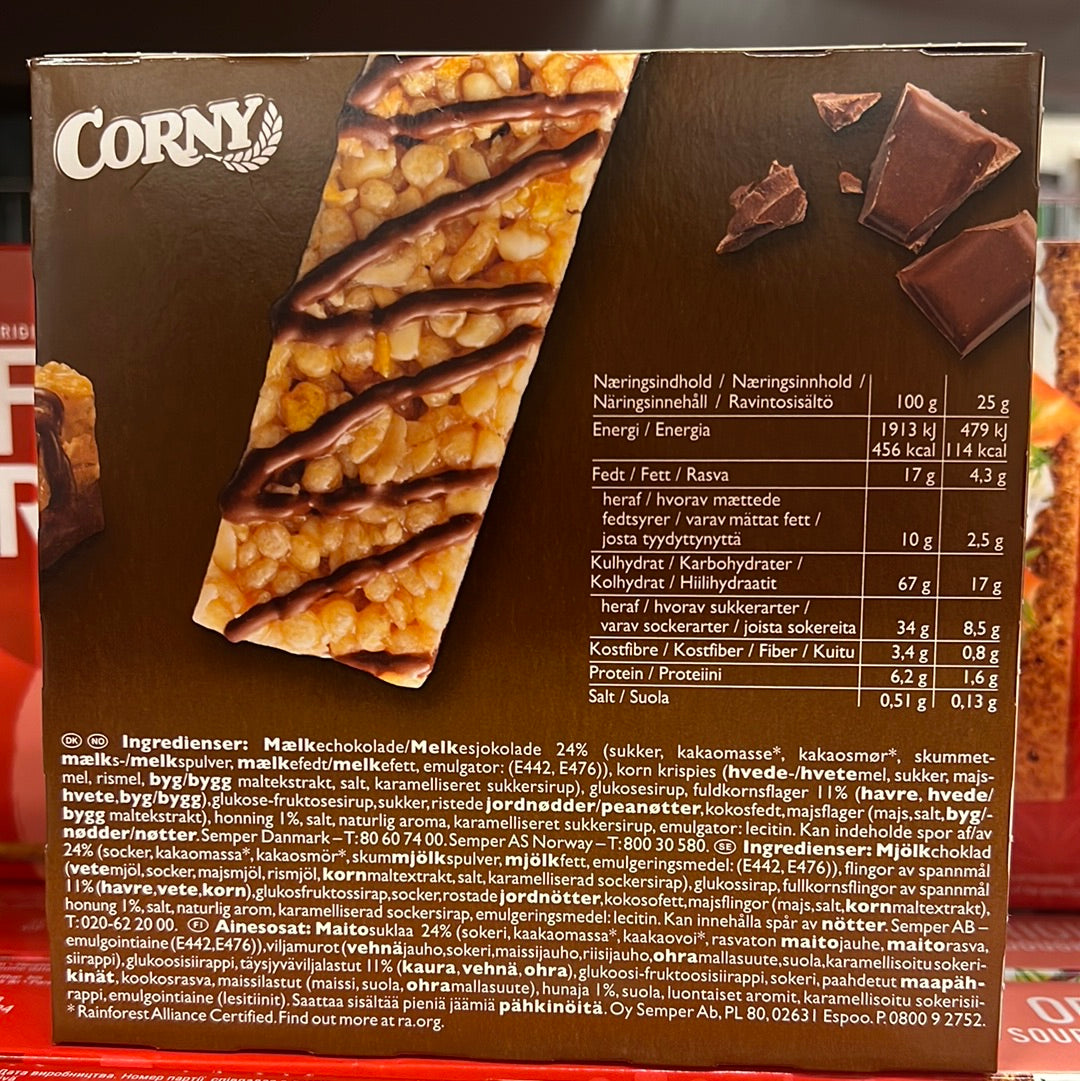 CORNY
Næringsindhold / Næringsinnhold /
Näringsinnehåll / Ravintosisältö 100 g 25 g
Energi / Energia 1913 kJ 479 kJ
456 kcal 114 kcal
Fedt / Fett / Rasva 17 g 4,3 g
heraf / hvorav mættede
fedtsyrer / varav mättat fett /
josta tyydyttynyttä 10 g 2,5 g
Kulhydrat / Karbohydrater /
Kolhydrat / Hiilihydraatit 67 g 17 g
heraf / hvorav sukkerarter /
varav sockerarter / joista sokereita 34 g 8,5 g
Kostfibre / Kostfiber / Fiber / Kuitu 3,4 g 0,8 g
Protein / Proteiini 6,2 g 1,6 g
Salt / Suola 0,51 g 0,13 g
DK NO Ingredienser: Mælkechokolade/Melkesjokolade 24% (sukker, kakaomasse*, kakaosmør*, skummet-
mælks-/melkspulver, mælkefedt/melkefett, emulgator: (E442, E476)), korn krispies (hvede-/hvetemel, sukker, majs-
mel, rismel, byg/bygg maltekstrakt, salt, karamelliseret sukkersirup), glukosesirup, fuldkornsflager 11% (havre, hvede/
hvete,byg/bygg), glukose-fruktosesirup, sukker, ristede jordnødder/peanøtter, kokosfedt, majsflager (majs, salt, byg/-
bygg maltekstrakt), honning 1%, salt, naturlig aroma, karamelliseret sukkersirup, emulgator: lecitin. Kan indeholde spor af/av
nødder/nøtter. Semper Danmark – T: 80 60 74 00. Semper AS Norway – T: 800 30 580. SE Ingredienser: Mjölkchoklad
24% (socker, kakaomassa*, kakaosmör*, skummjölkspulver, mjölkfett, emulgeringsmedel: (E442, E476)), flingor av spannmål
(vetemjöl, socker, majsmjöl, rismjöl, kornmaltextrakt, salt, karamelliserad sockersirap), glukossirap, fullkornsflingor av spannmål
11% (havre, vete, korn), glukosfruktossirap, socker, rostade jordnötter, kokosofett, majsflingor (majs, salt, kornmaltextrakt),
honung 1%, salt, naturlig arom, karamelliserad sockersirap, emulgeringsmedel: lecitin. Kan innehålla spår av nötter. Semper AB –
T: 020-62 20 00. FI Ainesosat: Maitosuklaa 24% (sokeri, kaakaomassa*, kaakaovoi*, rasvaton maitojauhe, maitorasva,
emulgointiaine (E442, E476)), viljamurot (vehnäjauho, sokeri, maissijauho, riisijauho, ohramallasuute, suola, karamellisoitu sokeri-
siirappi), glukoosisiirappi, täysjyväviljalastut 11% (kaura, vehnä, ohra), glukoosi-fruktoosisiirappi, sokeri, paahdetut maapäh-
kinät, kookosrasva, maissilastut (maissi, suola, ohramallasuute), hunaja 1%, suola, luontaiset aromit, karamellisoitu sokerisii-
rappi, emulgointiaine (lesitiini). Saattaa sisältää pieniä jäämiä pähkinöitä. Oy Semper Ab, PL 80, 02631 Espoo. P. 0800 9 2752.
* Rainforest Alliance Certified. Find out more at ra.org.